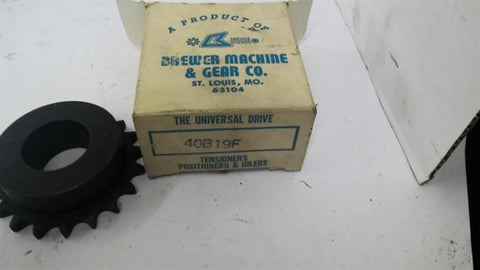 A PRODUCT OF
BREWER MACHINE
& GEAR CO.
ST. LOUIS, MO.
63104
THE UNIVERSAL DRIVE
40B19F
TENSIONERS
POSITIONERS & IDLERS